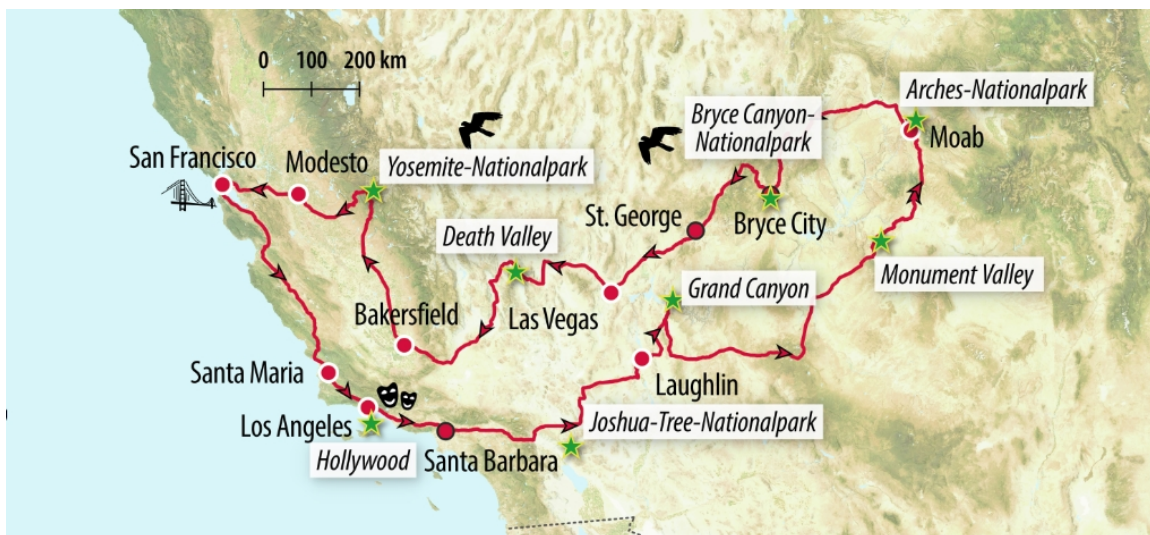 0 100 200 km
Arches-Nationalpark
Moab
Bryce Canyon-
Nationalpark
San Francisco
Modesto
Yosemite-Nationalpark
St. George
Bryce City
Death Valley
Monument Valley
Grand Canyon
Las Vegas
Bakersfield
Santa Maria
Laughlin
Los Angeles
Joshua-Tree-Nationalpark
Hollywood
Santa Barbara